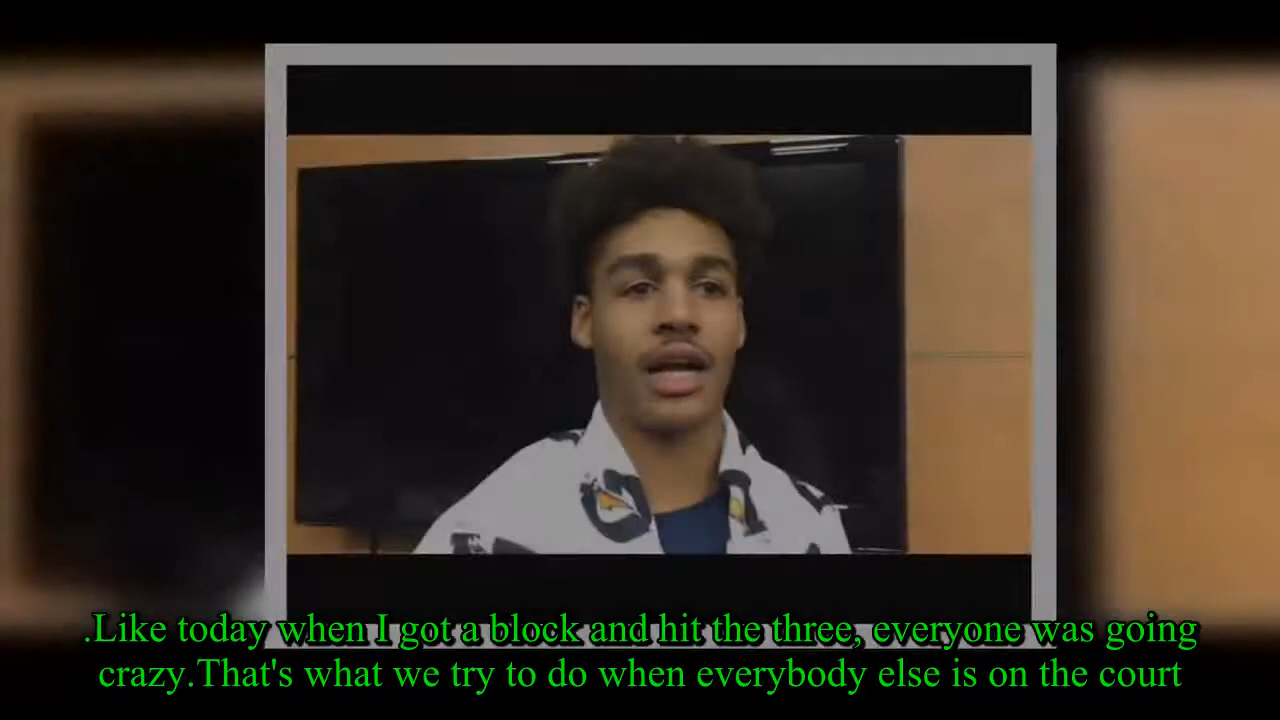 .Like today when I got a block and hit the three, everyone was going
crazy.That's what we try to do when everybody else is on the court